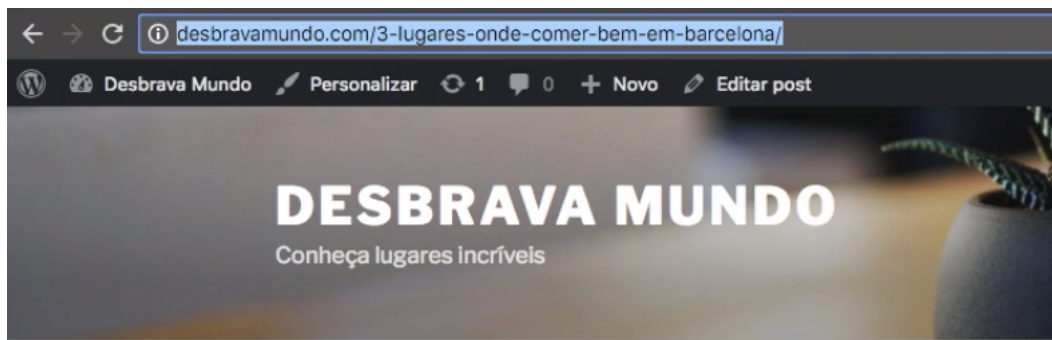 desbravamundo.com/3-lugares-onde-comer-bem-em-barcelona/
Desbrava Mundo Personalizar 1 0 + Novo Editar post
DESBRAVA MUNDO
Conheça lugares incríveis